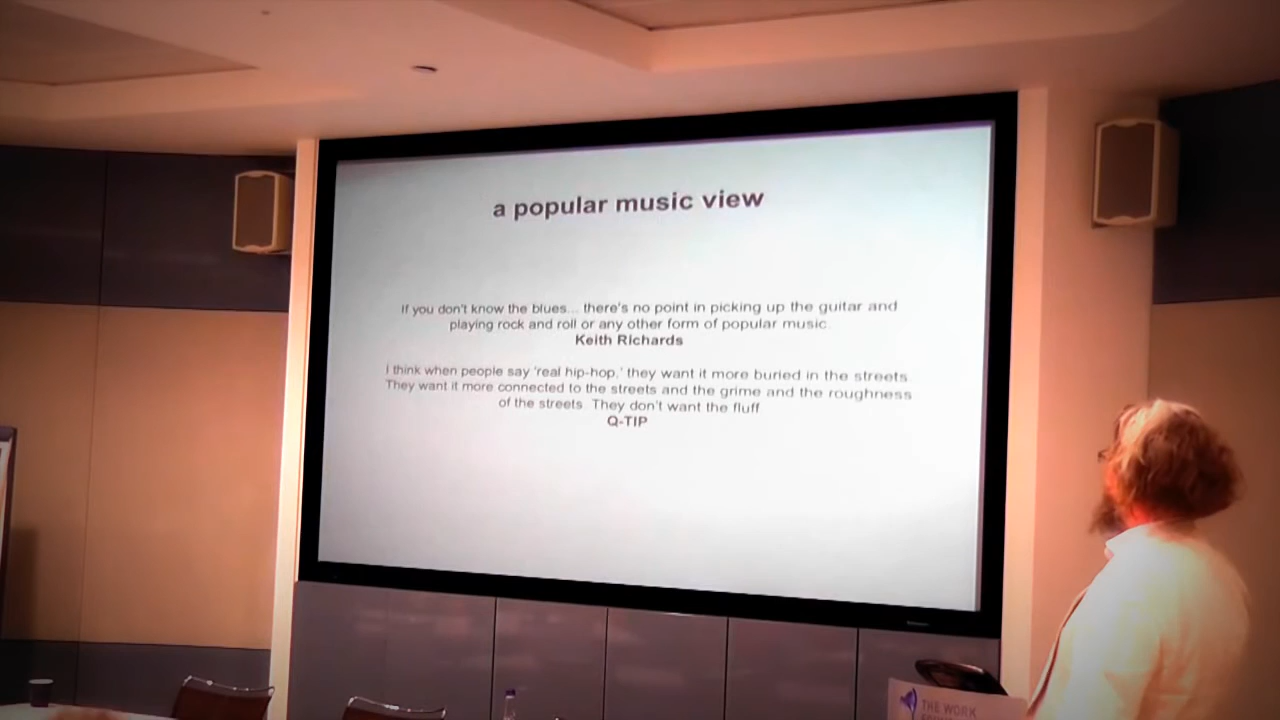 a popular music view
If you don't know the blues... there's no point in picking up the guitar and
playing rock and roll or any other form of popular music.
Keith Richards
I think when people say 'real hip-hop,' they want it more buried in the streets.
They want it more connected to the streets and the grime and the roughness
of the streets. They don't want the fluff
Q-TIP
THE WORK